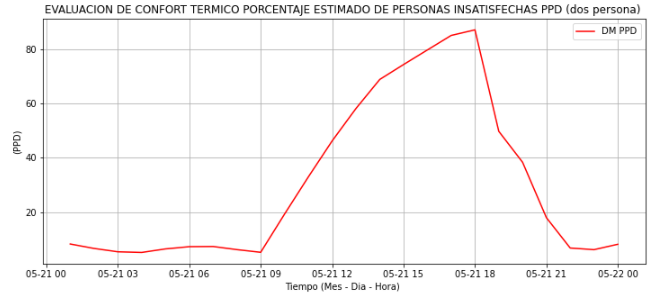 EVALUACION DE CONFORT TERMICO PORCENTAJE ESTIMADO DE PERSONAS INSATISFECHAS PPD (dos persona)
DM PPD
80
60
40
20
(PPD)
05-21 00 05-21 03 05-21 06 05-21 09 05-21 12 05-21 15 05-21 18 05-21 21 05-22 00
Tiempo (Mes - Dia - Hora)